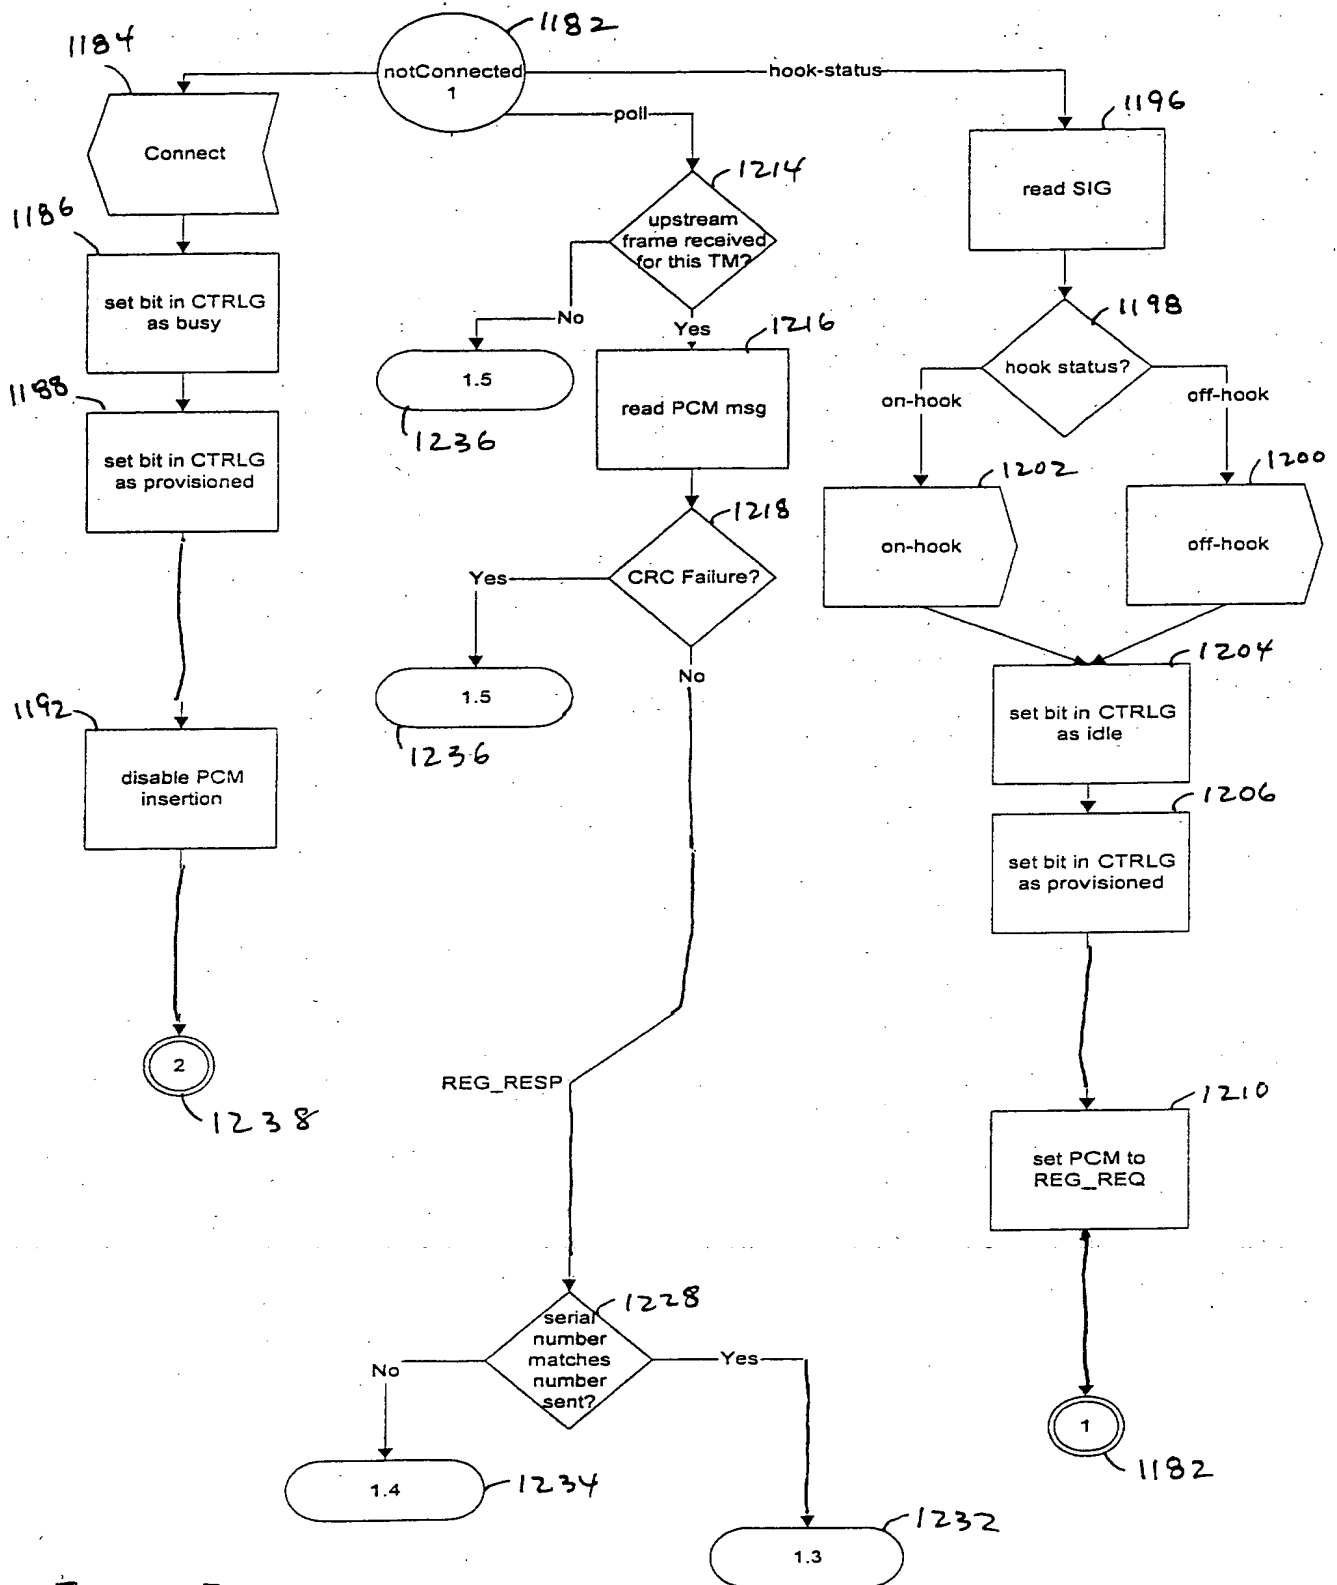 1182
1184
notConnected
1
hook-status
poll
1196
Connect
1214
read SIG
1186
upstream
frame received
for this TM?
set bit in CTRLG
as busy
No
Yes
1216
1198
1188
1.5
hook status?
read PCM msg
on-hook
off-hook
1236
set bit in CTRLG
as provisioned
1202
1200
1218
on-hook
off-hook
Yes
CRC Failure?
No
1204
1192
1.5
set bit in CTRLG
as idle
1236
disable PCM
insertion
1206
set bit in CTRLG
as provisioned
2
REG_RESP
1210
1238
set PCM to
REG_REQ
1228
serial
number
matches
number
sent?
No
Yes
1
1182
1.4
1234
1232
1.3